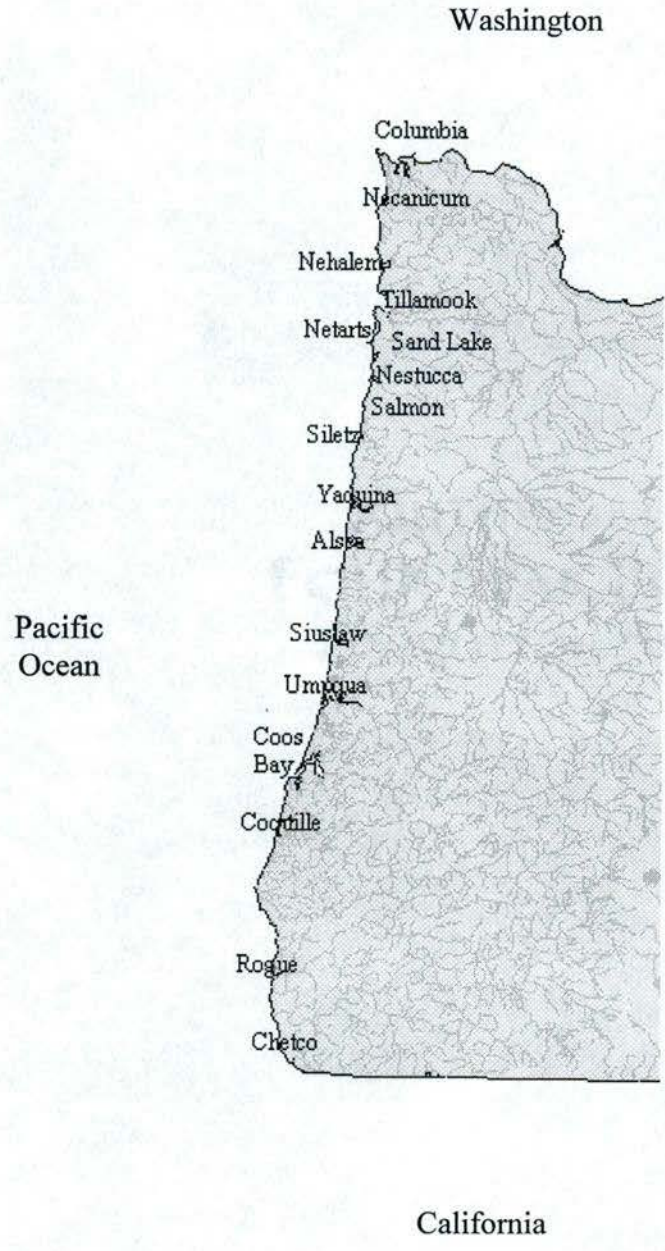 Washington
Columbia
Necanicum
Nehalem
Tillamook
Netarts
Sand Lake
Nestucca
Salmon
Siletz
Yaquina
Alsea
Pacific
Ocean
Siuslaw
Umpqua
Coos
Bay
Coquille
Rogue
Chetco
California